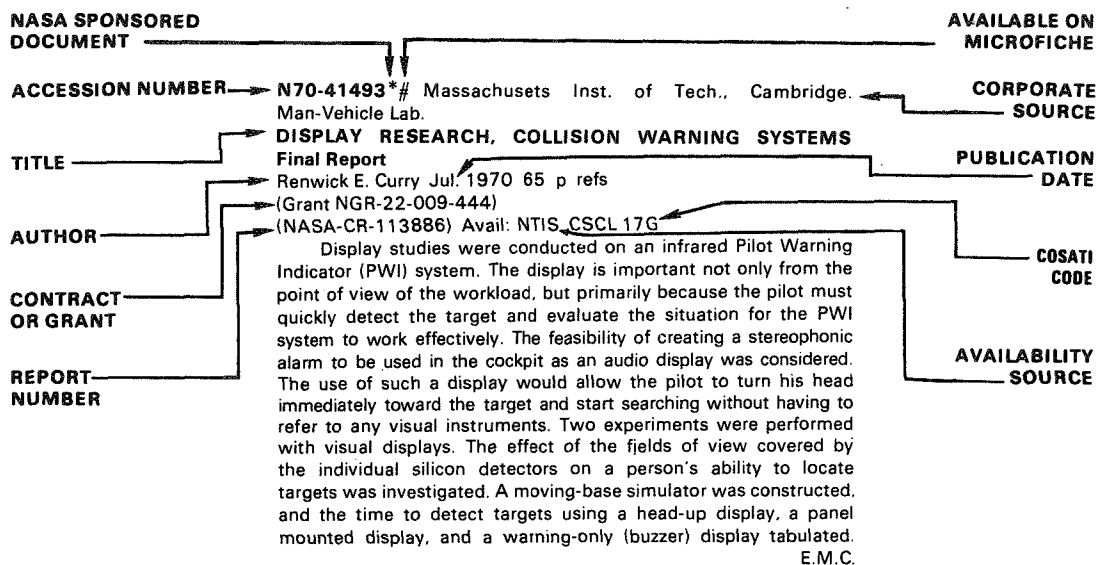 NASA SPONSORED
DOCUMENT
AVAILABLE ON
MICROFICHE
ACCESSION NUMBER
N70-41493*# Massachusets Inst. of Tech., Cambridge.
Man-Vehicle Lab.
CORPORATE
SOURCE
TITLE
DISPLAY RESEARCH, COLLISION WARNING SYSTEMS
Final Report
PUBLICATION
DATE
AUTHOR
Renwick E. Curry Jul. 1970 65 p refs
CONTRACT
OR GRANT
(Grant NGR-22-009-444)
REPORT
NUMBER
(NASA-CR-113886) Avail: NTIS CSCL 17G
COSATI
CODE
AVAILABILITY
SOURCE
Display studies were conducted on an infrared Pilot Warning
Indicator (PWI) system. The display is important not only from the
point of view of the workload, but primarily because the pilot must
quickly detect the target and evaluate the situation for the PWI
system to work effectively. The feasibility of creating a stereophonic
alarm to be used in the cockpit as an audio display was considered.
The use of such a display would allow the pilot to turn his head
immediately toward the target and start searching without having to
refer to any visual instruments. Two experiments were performed
with visual displays. The effect of the fields of view covered by
the individual silicon detectors on a person's ability to locate
targets was investigated. A moving-base simulator was constructed,
and the time to detect targets using a head-up display, a panel
mounted display, and a warning-only (buzzer) display tabulated.
E.M.C.